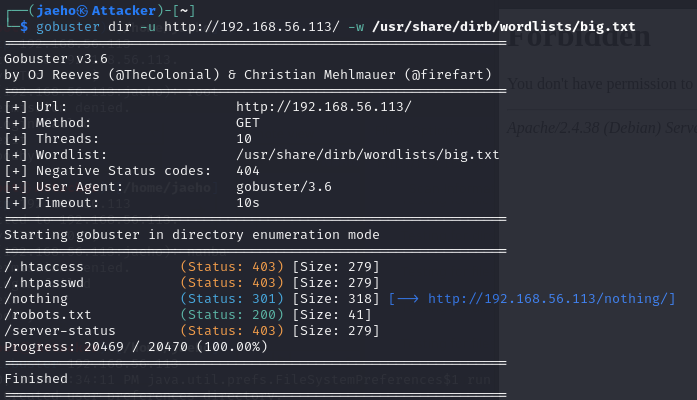 (jaeho㉿Attacker)-[~]
$ gobuster dir -u http://192.168.56.113/ -w /usr/share/dirb/wordlists/big.txt
Forbidden
Gobuster v3.6
by OJ Reeves (@TheColonial) & Christian Mehlmauer (@firefart)
You don't have permission to
[+] Url: http://192.168.56.113/
[+] Method: GET
[+] Threads: 10
Apache/2.4.38 (Debian) Serve
[+] Wordlist: /usr/share/dirb/wordlists/big.txt
[+] Negative Status codes: 404
[+] User Agent: gobuster/3.6
[+] Timeout: 10s
Starting gobuster in directory enumeration mode
/.htaccess (Status: 403) [Size: 279]
/.htpasswd (Status: 403) [Size: 279]
/nothing (Status: 301) [Size: 318] [--> http://192.168.56.113/nothing/]
/robots.txt (Status: 200) [Size: 41]
/server-status (Status: 403) [Size: 279]
Progress: 20469 / 20470 (100.00%)
Finished